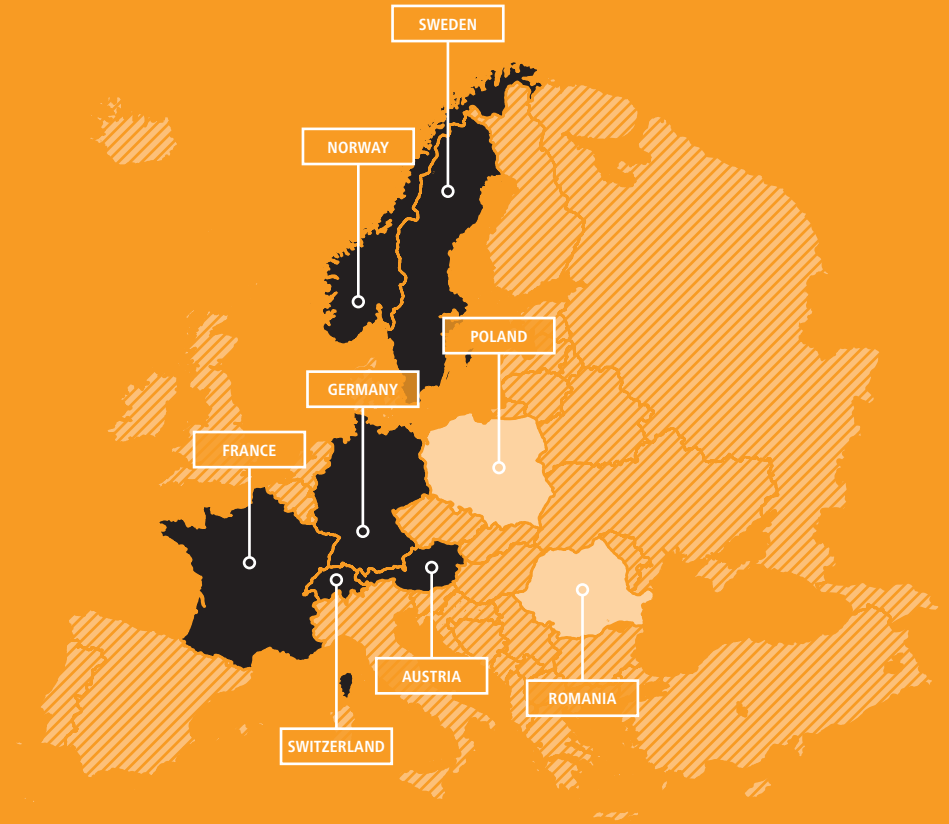 SWEDEN
NORWAY
POLAND
GERMANY
FRANCE
AUSTRIA
ROMANIA
SWITZERLAND